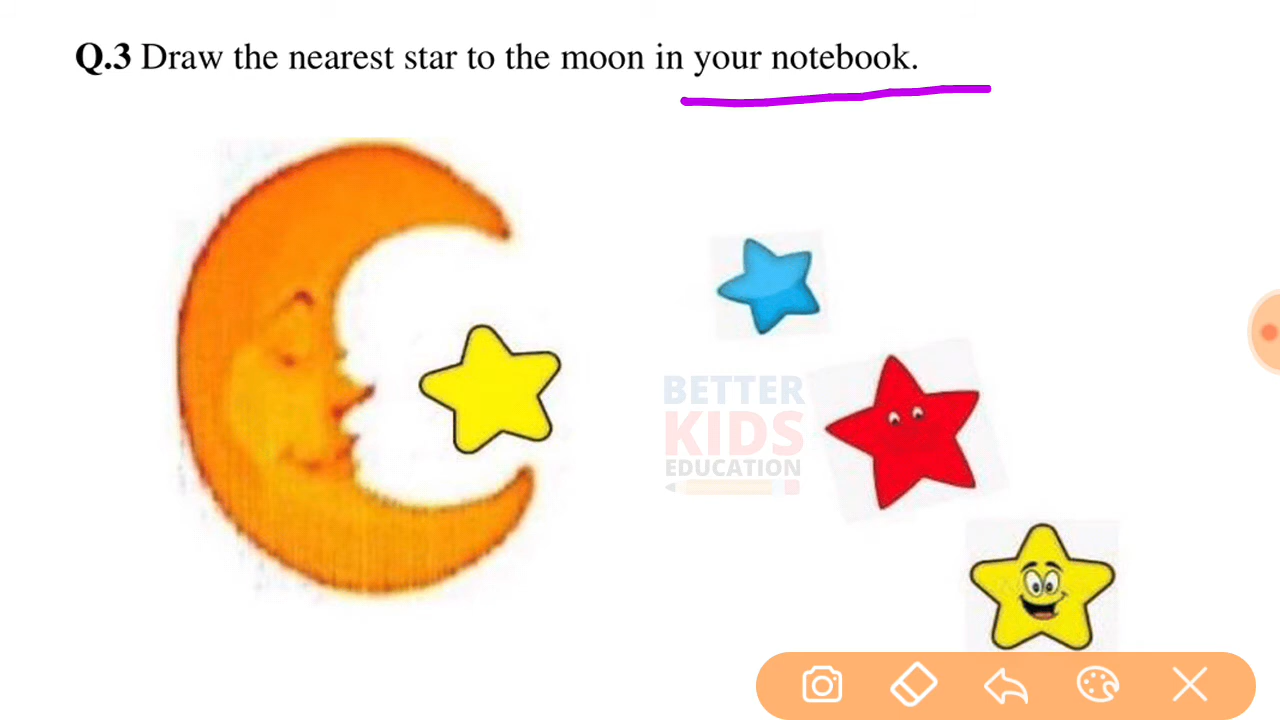 Q.3 Draw the nearest star to the moon in your notebook.
BETTER
KIDS
EDUCATION